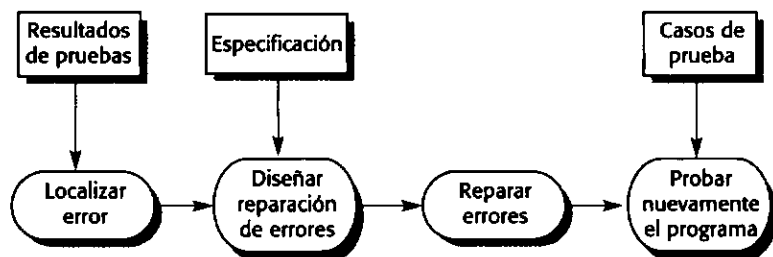 Resultados
de pruebas
Especificación
Casos de
prueba
Localizar
error
Diseñar
reparación
de errores
Reparar
errores
Probar
nuevamente
el programa